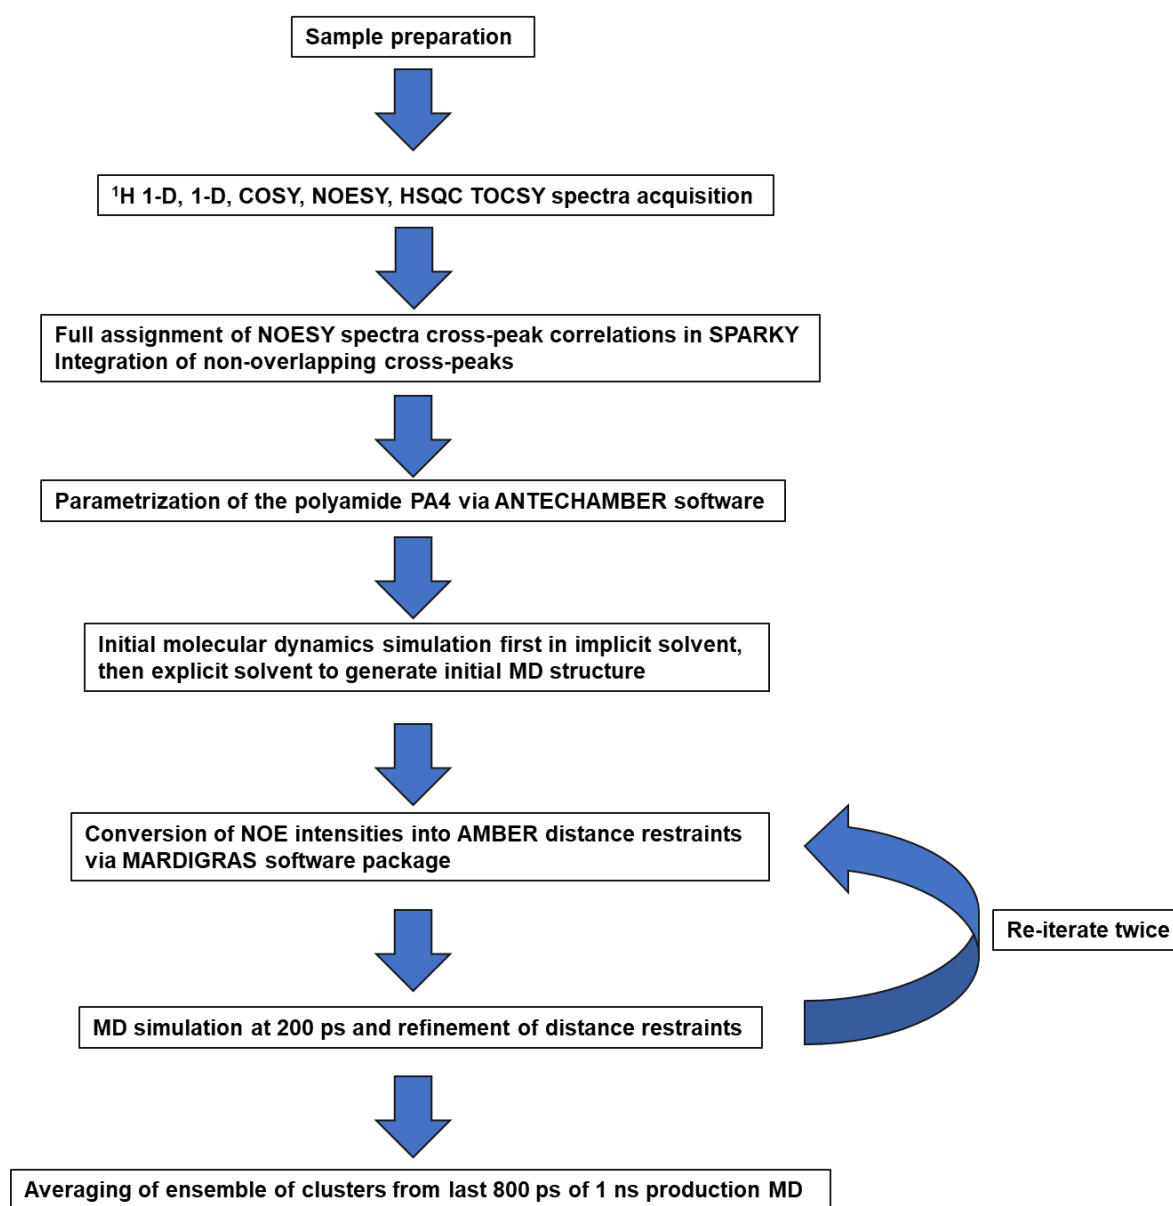 Sample preparation
¹H 1-D, 1-D, COSY, NOESY, HSQC TOCSY spectra acquisition
Full assignment of NOESY spectra cross-peak correlations in SPARKY
Integration of non-overlapping cross-peaks
Parametrization of the polyamide PA4 via ANTECHAMBER software
Initial molecular dynamics simulation first in implicit solvent,
then explicit solvent to generate initial MD structure
Conversion of NOE intensities into AMBER distance restraints
via MARDIGRAS software package
Re-iterate twice
MD simulation at 200 ps and refinement of distance restraints
Averaging of ensemble of clusters from last 800 ps of 1 ns production MD